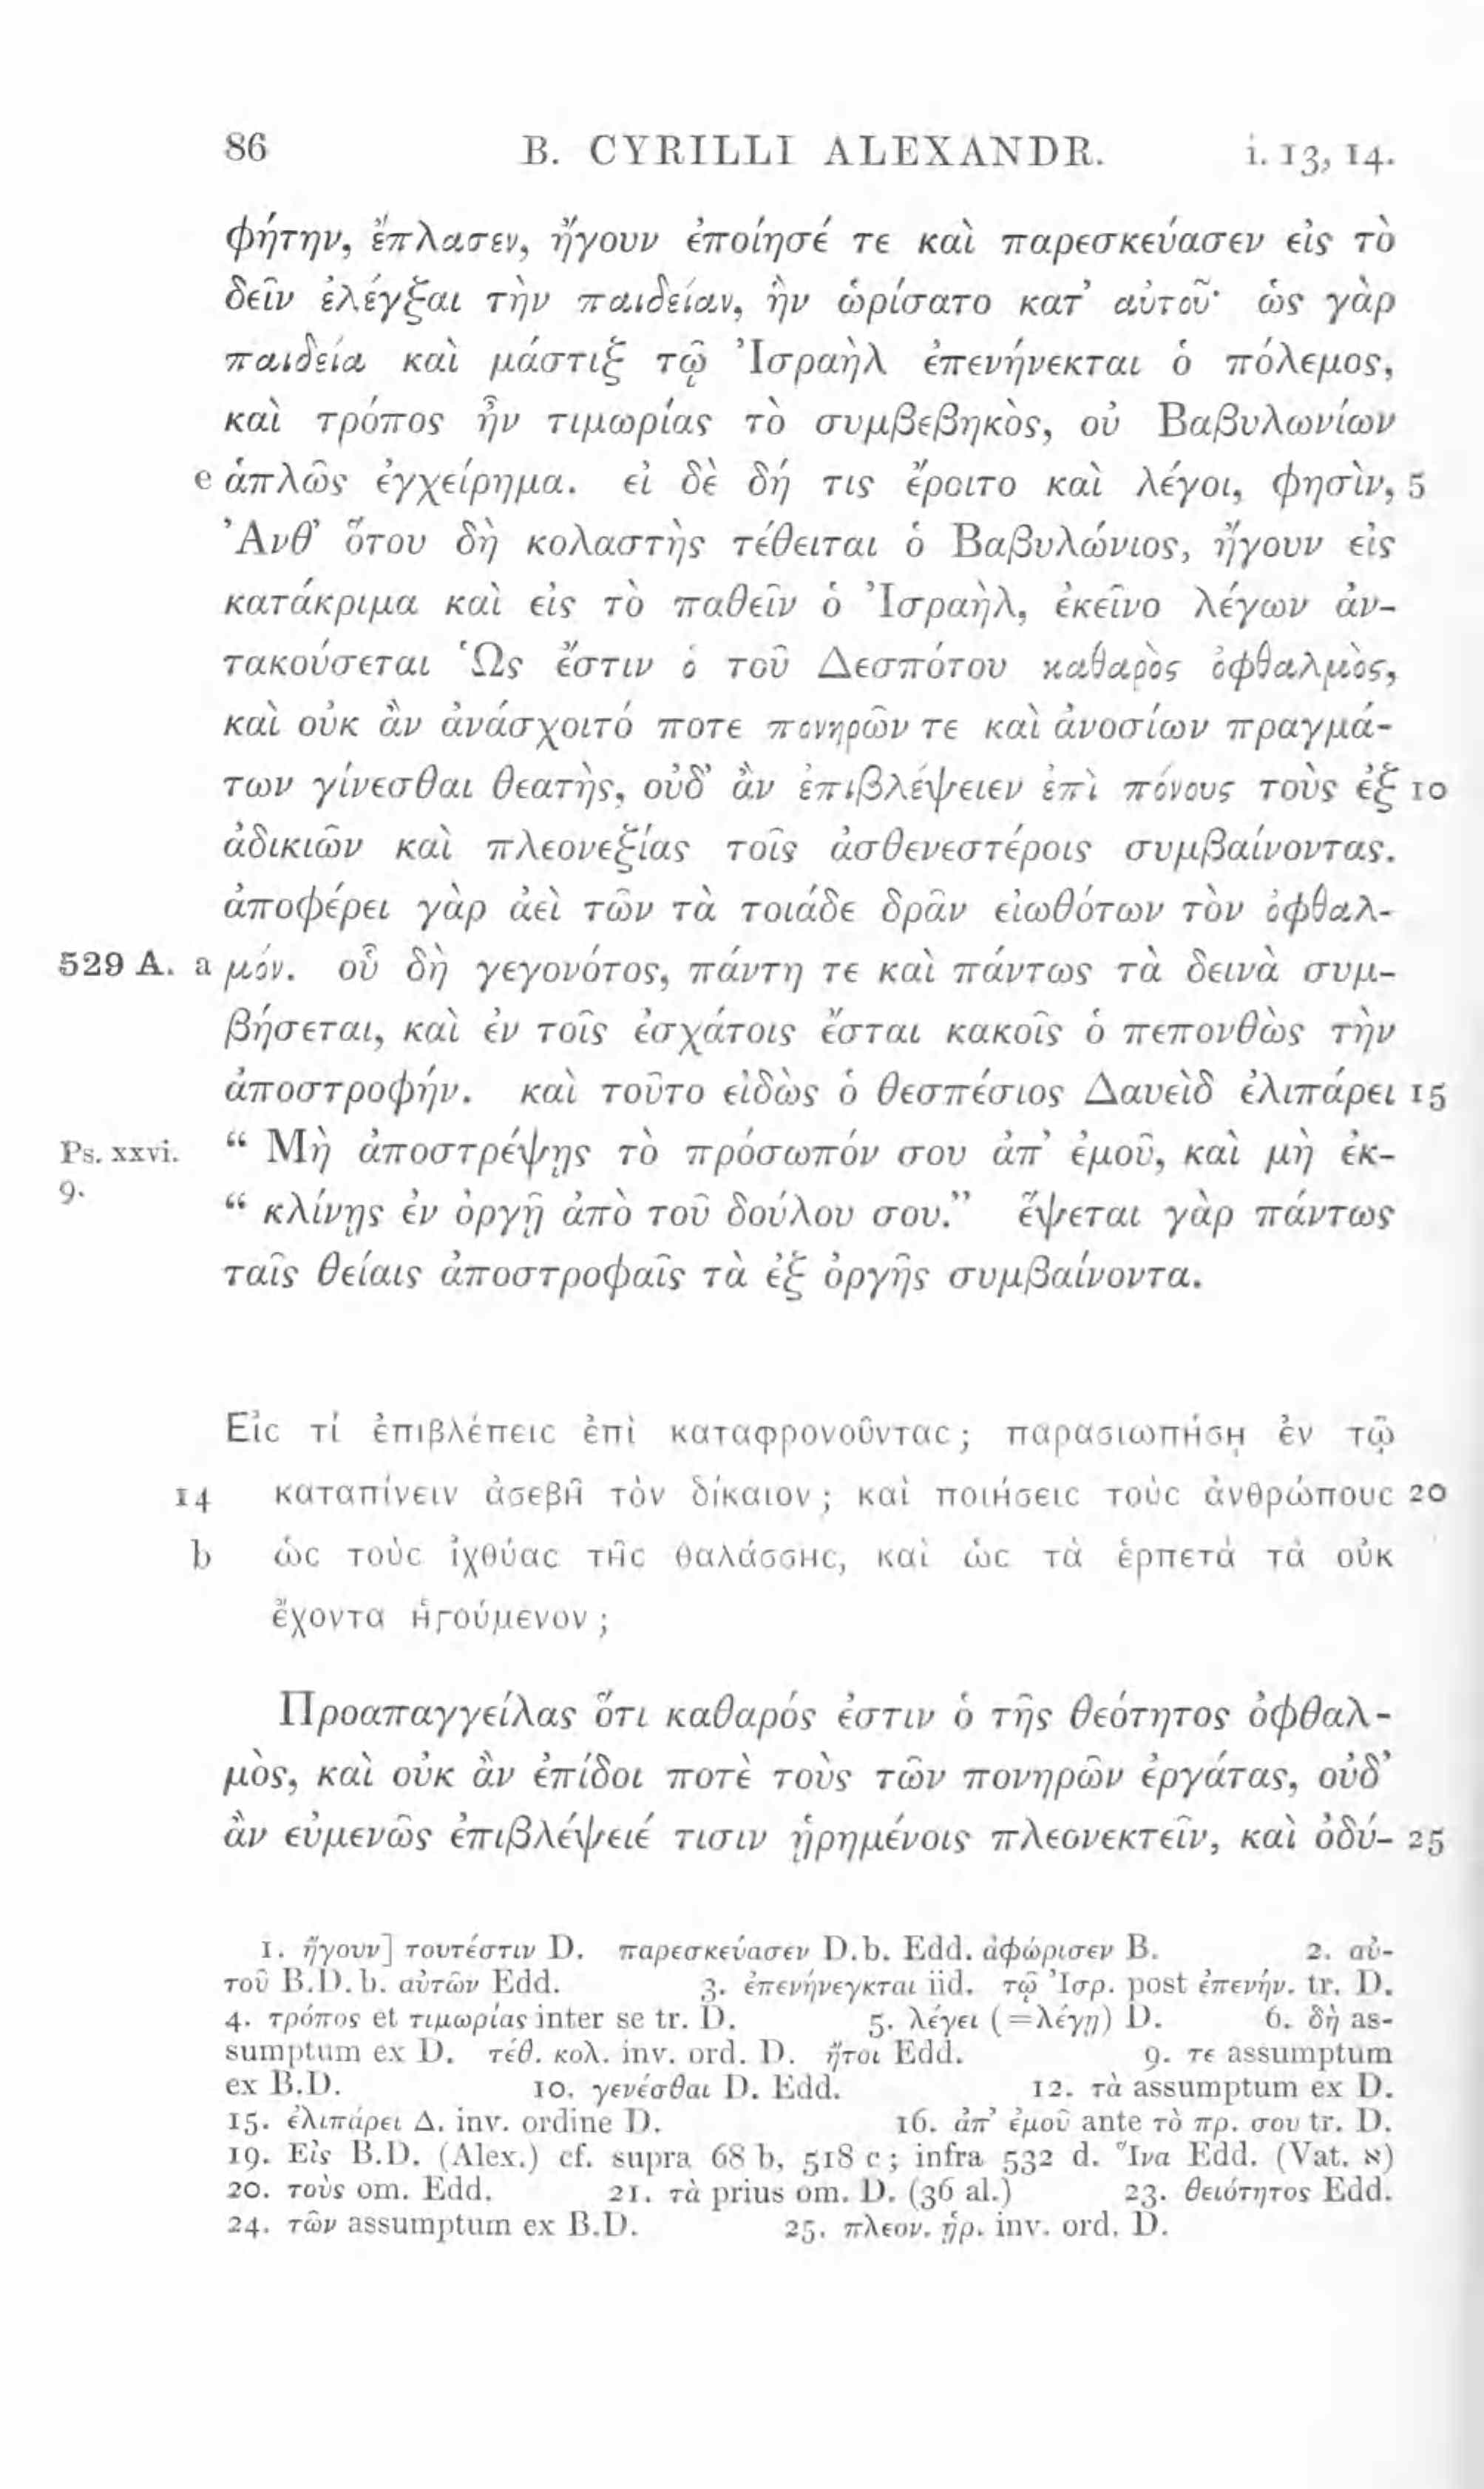 86 B. CYRILLI ALEXANDR. i. 13, 14.
φήτην, ἔπλασεν, ἤγουν ἐποίησέ τε καὶ παρεσκεύασεν εἰς τὸ
δεῖν ἐλέγξαι τὴν παιδείαν, ἣν ὡρίσατο κατ’ αὐτοῦ· ὡς γὰρ
παιδεία καὶ μάστιξ τῷ Ἰσραὴλ ἐπενήνεκται ὁ πόλεμος,
καὶ τρόπος ἦν τιμωρίας τὸ συμβεβηκὸς, οὐ Βαβυλωνίων
e ἁπλῶς ἐγχείρημα. εἰ δὲ δή τις ἔροιτο καὶ λέγοι, φησὶν, 5
Ἀνθ’ ὅτου δὴ κολαστὴς τέθειται ὁ Βαβυλώνιος, ἤγουν εἰς
κατάκριμα καὶ εἰς τὸ παθεῖν ὁ Ἰσραὴλ, ἐκεῖνο λέγων ἀν-
τακούσεται Ὡς ἔστιν ὁ τοῦ Δεσπότου καθαρὸς ὀφθαλμὸς,
καὶ οὐκ ἂν ἀνάσχοιτό ποτε πονηρῶν τε καὶ ἀνοσίων πραγμά-
των γίνεσθαι θεατὴς, οὐδ’ ἂν ἐπιβλέψειεν ἐπὶ πόνους τοὺς ἐξ 10
ἀδικιῶν καὶ πλεονεξίας τοῖς ἀσθενεστέροις συμβαίνοντας.
ἀποφέρει γὰρ ἀεὶ τῶν τὰ τοιάδε δρᾶν εἰωθότων τὸν ὀφθαλ-
529 A. a μόν. οὗ δὴ γεγονότος, πάντη τε καὶ πάντως τὰ δεινὰ συμ-
βήσεται, καὶ ἐν τοῖς ἐσχάτοις ἔσται κακοῖς ὁ πεπονθὼς τὴν
ἀποστροφήν. καὶ τοῦτο εἰδὼς ὁ θεσπέσιος Δαυεὶδ ἐλιπάρει 15
Ps. xxvi. “ Μὴ ἀποστρέψῃς τὸ πρόσωπόν σου ἀπ’ ἐμοῦ, καὶ μὴ ἐκ-
9. “ κλίνῃς ἐν ὀργῇ ἀπὸ τοῦ δούλου σου.” ἕψεται γὰρ πάντως
ταῖς θείαις ἀποστροφαῖς τὰ ἐξ ὀργῆς συμβαίνοντα.
Εἰς τί ἐπιβλέπεις ἐπὶ καταφρονοῦντας; παρασιωπήσῃ ἐν τῷ
14 καταπίνειν ἀσεβῆ τὸν δίκαιον; καὶ ποιήσεις τοὺς ἀνθρώπους 20
b ὡς τοὺς ἰχθύας τῆς θαλάσσης, καὶ ὡς τὰ ἑρπετὰ τὰ οὐκ
ἔχοντα ἡγούμενον;
Προαπαγγείλας ὅτι καθαρός ἐστιν ὁ τῆς θεότητος ὀφθαλ-
μὸς, καὶ οὐκ ἂν ἐπίδοι ποτὲ τοὺς τῶν πονηρῶν ἐργάτας, οὐδ’
ἂν εὐμενῶς ἐπιβλέψειέ τισιν ᾑρημένοις πλεονεκτεῖν, καὶ ὀδύ- 25
1. ἤγουν] τουτέστιν D. παρεσκεύασεν D.b. Edd. ἀφώρισεν B. 2. αὐ-
τοῦ B.D.b. αὐτῶν Edd. 3. ἐπενήνεγκται iid. τῷ Ἰσρ. post ἐπενήν. tr. D.
4. τρόπος et τιμωρίας inter se tr. D. 5. λέγει (=λέγῃ) D. 6. δὴ as-
sumptum ex D. τέθ. κολ. inv. ord. D. ἤτοι Edd. 9. τε assumptum
ex B.D. 10. γενέσθαι D. Edd. 12. τὰ assumptum ex D.
15. ἐλιπάρει Δ. inv. ordine D. 16. ἀπ’ ἐμοῦ ante τὸ πρ. σου tr. D.
19. Εἰς B.D. (Alex.) cf. supra 68 b, 518 c; infra 532 d. Ἵνα Edd. (Vat. א)
20. τοὺς om. Edd. 21. τὰ prius om. D. (36 al.) 23. θειότητος Edd.
24. τῶν assumptum ex B.D. 25. πλεον. ᾑρ. inv. ord. D.